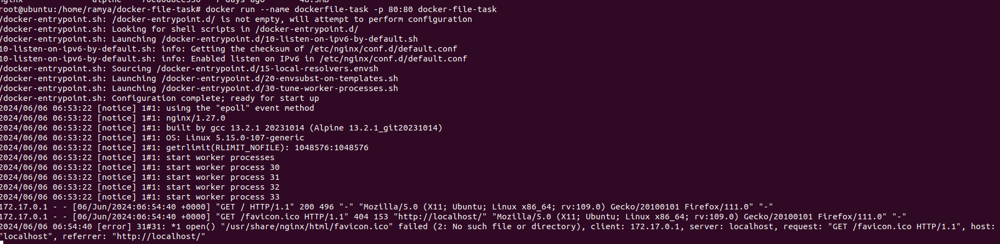 root@ubuntu:/home/ramya/docker-file-task# docker run --name dockerfile-task -p 80:80 docker-file-task
/docker-entrypoint.sh: /docker-entrypoint.d/ is not empty, will attempt to perform configuration
/docker-entrypoint.sh: Looking for shell scripts in /docker-entrypoint.d/
/docker-entrypoint.sh: Launching /docker-entrypoint.d/10-listen-on-ipv6-by-default.sh
10-listen-on-ipv6-by-default.sh: info: Getting the checksum of /etc/nginx/conf.d/default.conf
10-listen-on-ipv6-by-default.sh: info: Enabled listen on IPv6 in /etc/nginx/conf.d/default.conf
/docker-entrypoint.sh: Sourcing /docker-entrypoint.d/15-local-resolvers.envsh
/docker-entrypoint.sh: Launching /docker-entrypoint.d/20-envsubst-on-templates.sh
/docker-entrypoint.sh: Launching /docker-entrypoint.d/30-tune-worker-processes.sh
/docker-entrypoint.sh: Configuration complete; ready for start up
2024/06/06 06:53:22 [notice] 1#1: using the "epoll" event method
2024/06/06 06:53:22 [notice] 1#1: nginx/1.27.0
2024/06/06 06:53:22 [notice] 1#1: built by gcc 13.2.1 20231014 (Alpine 13.2.1_git20231014)
2024/06/06 06:53:22 [notice] 1#1: OS: Linux 5.15.0-107-generic
2024/06/06 06:53:22 [notice] 1#1: getrlimit(RLIMIT_NOFILE): 1048576:1048576
2024/06/06 06:53:22 [notice] 1#1: start worker processes
2024/06/06 06:53:22 [notice] 1#1: start worker process 30
2024/06/06 06:53:22 [notice] 1#1: start worker process 31
2024/06/06 06:53:22 [notice] 1#1: start worker process 32
2024/06/06 06:53:22 [notice] 1#1: start worker process 33
172.17.0.1 - - [06/Jun/2024:06:54:40 +0000] "GET / HTTP/1.1" 200 496 "-" "Mozilla/5.0 (X11; Ubuntu; Linux x86_64; rv:109.0) Gecko/20100101 Firefox/111.0" "-"
172.17.0.1 - - [06/Jun/2024:06:54:40 +0000] "GET /favicon.ico HTTP/1.1" 404 153 "http://localhost/" "Mozilla/5.0 (X11; Ubuntu; Linux x86_64; rv:109.0) Gecko/20100101 Firefox/111.0" "-"
2024/06/06 06:54:40 [error] 31#31: *1 open() "/usr/share/nginx/html/favicon.ico" failed (2: No such file or directory), client: 172.17.0.1, server: localhost, request: "GET /favicon.ico HTTP/1.1", host:
"localhost", referrer: "http://localhost/"